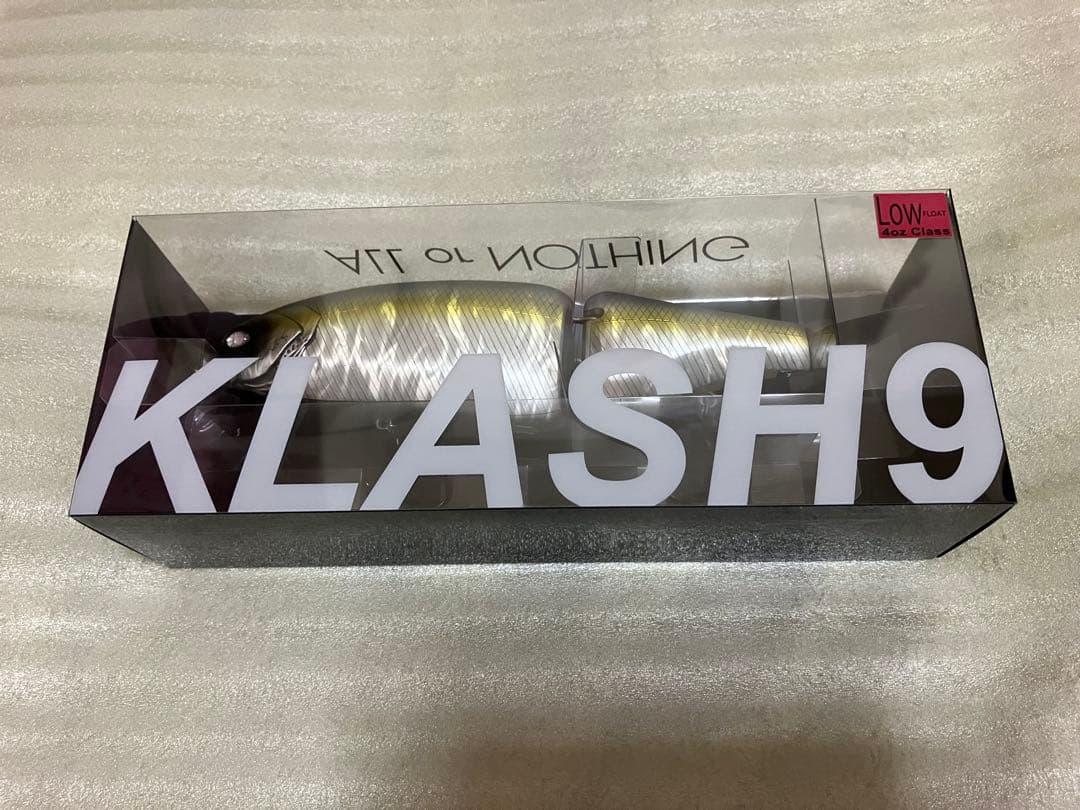 LOW FLOAT
4oz Class
ALL or NOTHING
KLASH9